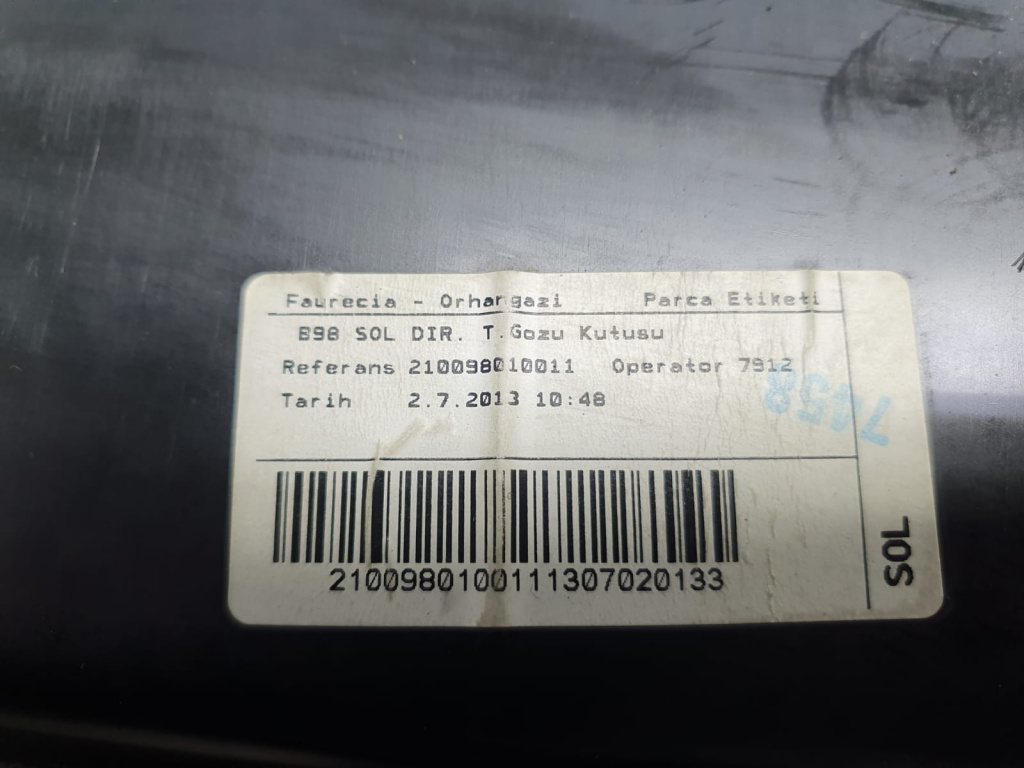 Faurecia - Orhangazi Parca Etiketi
B98 SOL DIR. T.Gozu Kutusu
Referans 210098010011 Operator 7912
Tarih 2.7.2013 10:48
7458
2100980100111307020133
SOL